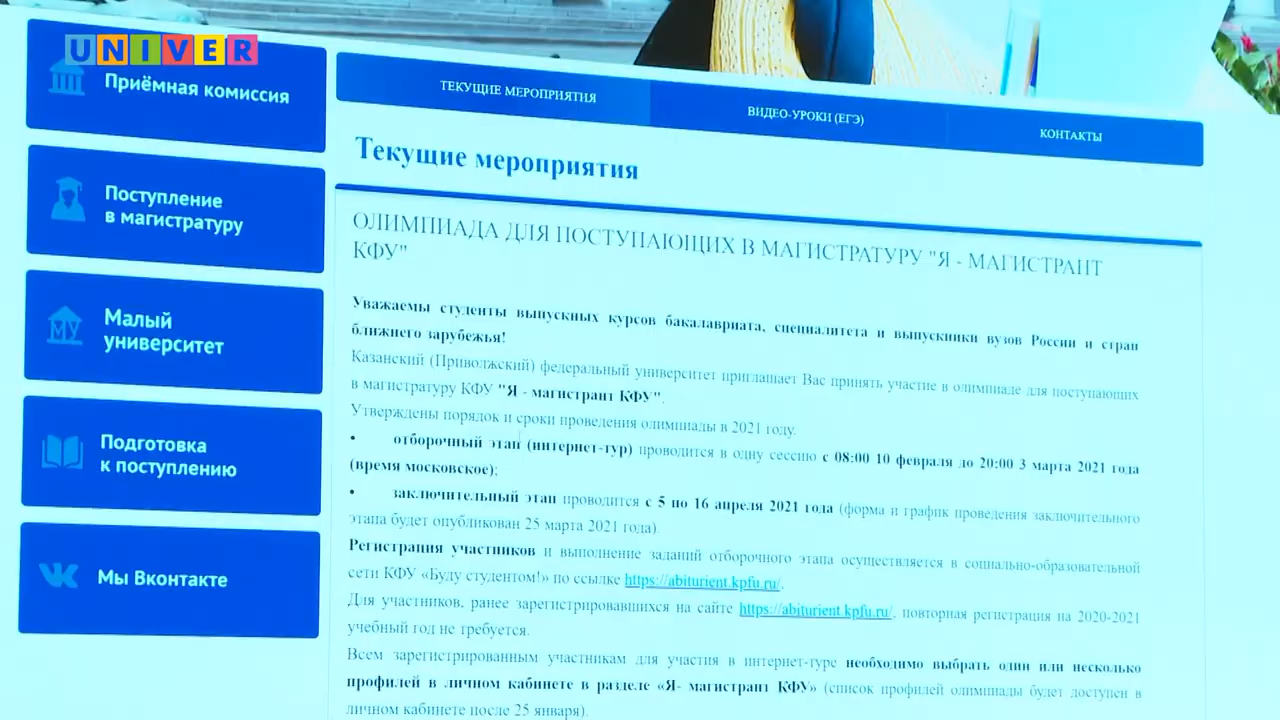 UNIVER
Приёмная комиссия
Поступление
в магистратуру
Малый
университет
МУ
Подготовка
к поступлению
Мы Вконтакте
ТЕКУЩИЕ МЕРОПРИЯТИЯ
ВИДЕО-УРОКИ (ЕГЭ)
КОНТАКТЫ
Текущие мероприятия
ОЛИМПИАДА ДЛЯ ПОСТУПАЮЩИХ В МАГИСТРАТУРУ "Я - МАГИСТРАНТ
КФУ"
Уважаемы студенты выпускных курсов бакалавриата, специалитета и выпускники вузов России и стран
ближнего зарубежья!
Казанский (Приволжский) федеральный университет приглашает Вас принять участие в олимпиаде для поступающих
в магистратуру КФУ "Я - магистрант КФУ".
Утверждены порядок и сроки проведения олимпиады в 2021 году.
• отборочный этап (интернет-тур) проводится в одну сессию с 08:00 10 февраля до 20:00 3 марта 2021 года
(время московское);
• заключительный этап проводится с 5 по 16 апреля 2021 года (форма и график проведения заключительного
этапа будет опубликован 25 марта 2021 года).
Регистрация участников и выполнение заданий отборочного этапа осуществляется в социально-образовательной
сети КФУ «Буду студентом!» по ссылке https://abiturient.kpfu.ru/.
Для участников, ранее зарегистрировавшихся на сайте https://abiturient.kpfu.ru/, повторная регистрация на 2020-2021
учебный год не требуется.
Всем зарегистрированным участникам для участия в интернет-туре необходимо выбрать один или несколько
профилей в личном кабинете в разделе «Я- магистрант КФУ» (список профилей олимпиады будет доступен в
личном кабинете после 25 января).